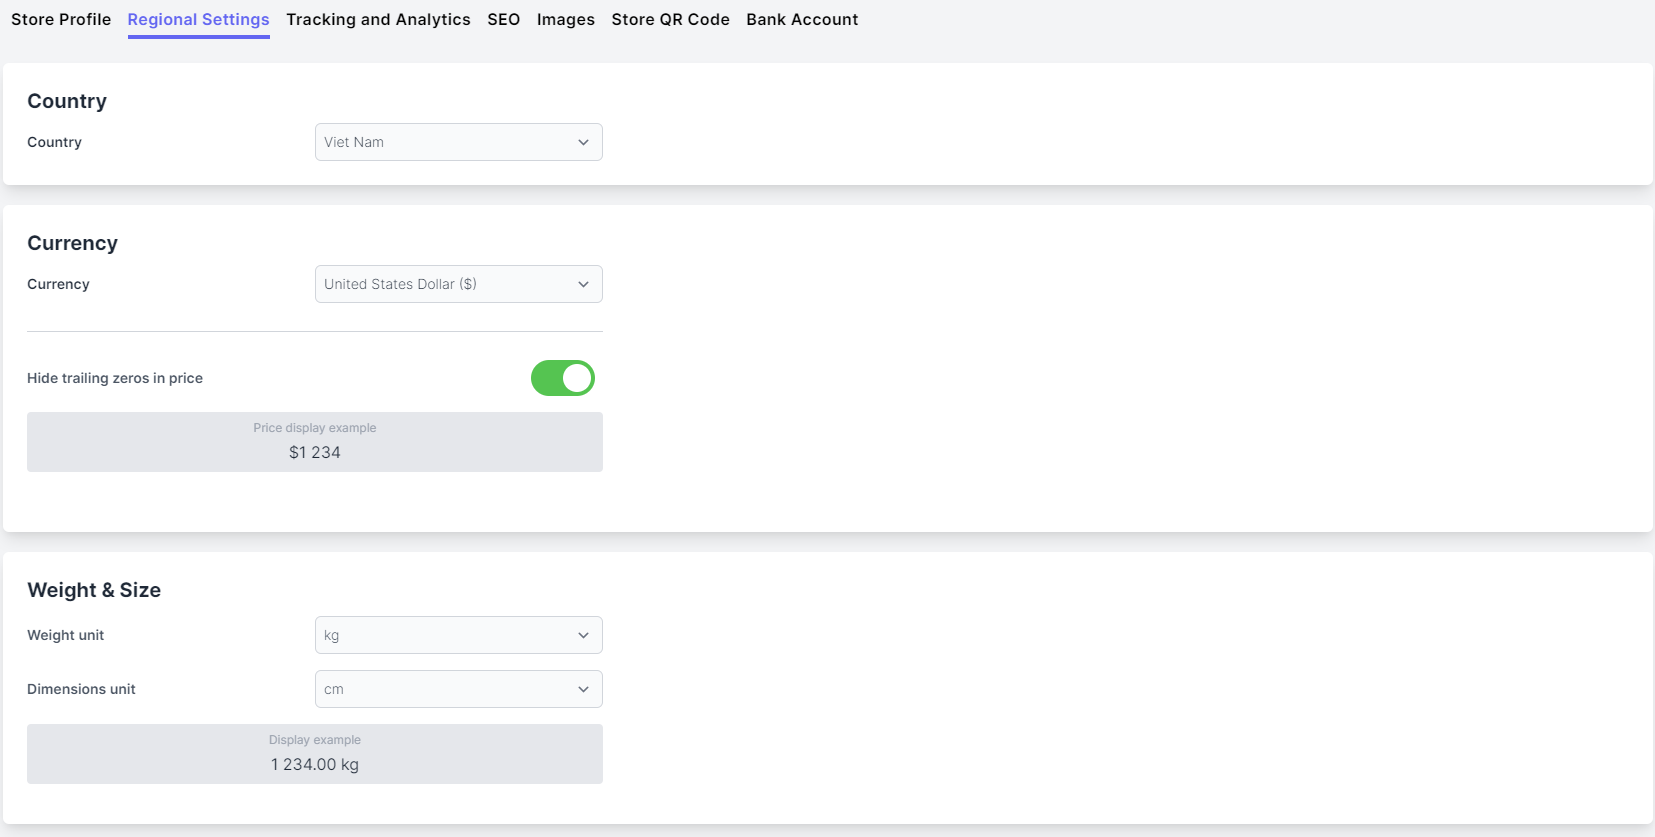 Store Profile Regional Settings Tracking and Analytics SEO Images Store QR Code Bank Account
Country
Country Viet Nam
Currency
Currency United States Dollar ($)
Hide trailing zeros in price
Price display example
$1 234
Weight & Size
Weight unit kg
Dimensions unit cm
Display example
1 234.00 kg